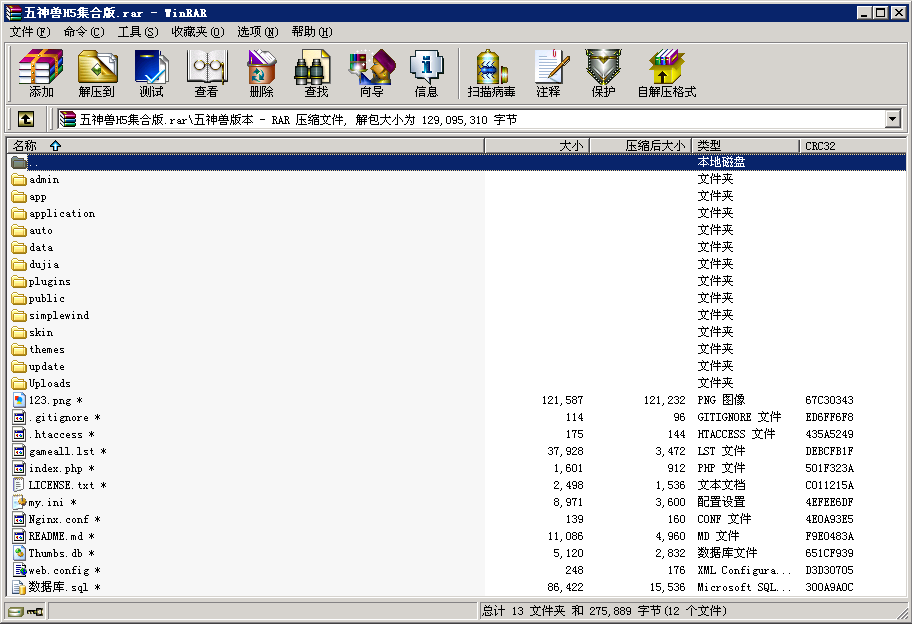 五神兽H5集合版.rar - WinRAR
文件(F) 命令(C) 工具(S) 收藏夹(O) 选项(N) 帮助(H)
添加 解压到 测试 查看 删除 查找 向导 信息 扫描病毒 注释 保护 自解压格式
五神兽H5集合版.rar\五神兽版本 - RAR 压缩文件, 解包大小为 129,095,310 字节
名称 大小 压缩后大小 类型 CRC32
.. 本地磁盘
admin 文件夹
app 文件夹
application 文件夹
auto 文件夹
data 文件夹
dujia 文件夹
plugins 文件夹
public 文件夹
simplewind 文件夹
skin 文件夹
themes 文件夹
update 文件夹
Uploads 文件夹
123.png * 121,587 121,232 PNG 图像 67C30343
.gitignore * 114 96 GITIGNORE 文件 ED6FF6F8
.htaccess * 175 144 HTACCESS 文件 435A5249
gameall.lst * 37,928 3,472 LST 文件 DEBCFB1F
index.php * 1,601 912 PHP 文件 501F323A
LICENSE.txt * 2,498 1,536 文本文档 C011215A
my.ini * 8,971 3,600 配置设置 4EFEE6DF
Nginx.conf * 139 160 CONF 文件 4E0A93E5
README.md * 11,086 4,960 MD 文件 F9E0483A
Thumbs.db * 5,120 2,832 数据库文件 651CF939
web.config * 248 176 XML Configura... D3D30705
数据库.sql * 86,422 15,536 Microsoft SQL... 300A9A0C
总计 13 文件夹 和 275,889 字节(12 个文件)